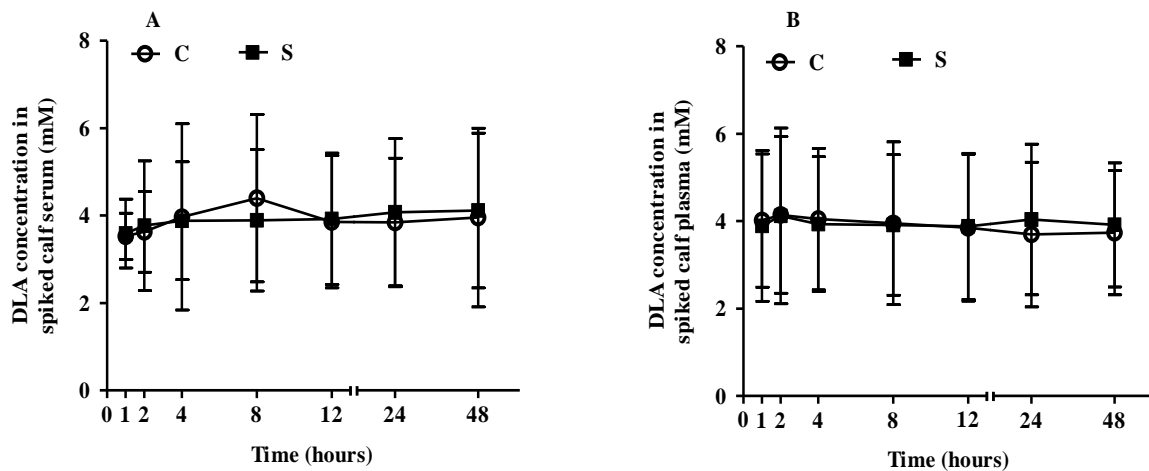 A
C S
DLA concentration in
spiked calf serum (mM)
8
6
4
2
0
0 1 2 4 8 12 24 48
Time (hours)
B
C S
DLA concentration in
spiked calf plasma (mM)
8
6
4
2
0
0 1 2 4 8 12 24 48
Time (hours)